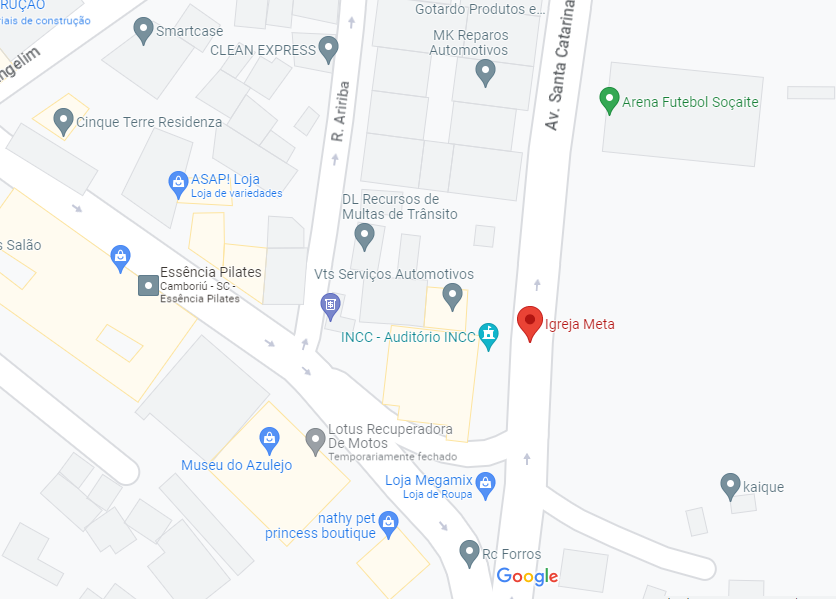 RUÇÃO
riais de construção
Gotardo Produtos e...
Smartcase
CLEAN EXPRESS
MK Reparos
Automotivos
Av. Santa Catarina
ngelim
R. Ariribá
Arena Futebol Soçaite
Cinque Terre Residenza
ASAP! Loja
Loja de variedades
DL Recursos de
Multas de Trânsito
s Salão
Essência Pilates
Camboriú - SC -
Essência Pilates
Vts Serviços Automotivos
INCC - Auditório INCC
Igreja Meta
Lotus Recuperadora
De Motos
Temporariamente fechado
Museu do Azulejo
Loja Megamix
Loja de Roupa
kaique
nathy pet
princess boutique
Rc Forros
Google